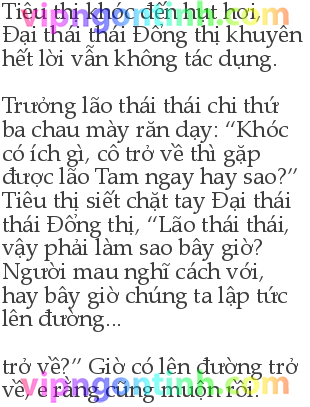 Tiêu thị khóc đến hụt hơi,
Đại thái thái Đổng thị khuyên
hết lời vẫn không tác dụng.
Trưởng lão thái thái chi thứ
ba chau mày răn dạy: “Khóc
có ích gì, cô trở về thì gặp
được lão Tam ngay hay sao?”
Tiêu thị siết chặt tay Đại thái
thái Đổng thị, “Lão thái thái,
vậy phải làm sao bây giờ?
Người mau nghĩ cách với,
hay bây giờ chúng ta lập tức
lên đường...
trở về?” Giờ có lên đường trở
về, e rằng cũng muộn rồi.
vipngontinh.com
vipngontinh.com